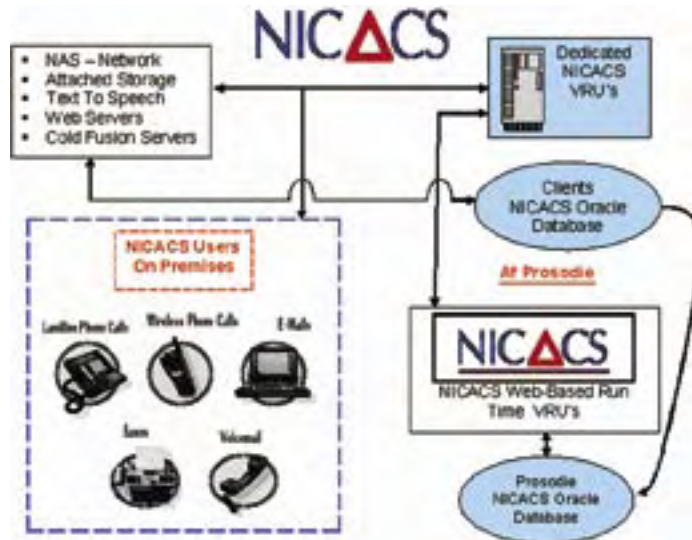 NICACS
• NAS – Network
• Attached Storage
• Text To Speech
• Web Servers
• Cold Fusion Servers
Dedicated
NICACS
VRU's
Clients
NICACS Oracle
Database
NICACS Users
On Premises
At Prosodie
Landline Phone Calls
Wireless Phone Calls
E-Mails
NICACS
NICACS Web-Based Run
Time VRU's
Voicemail
Prosodie
NICACS Oracle
Database